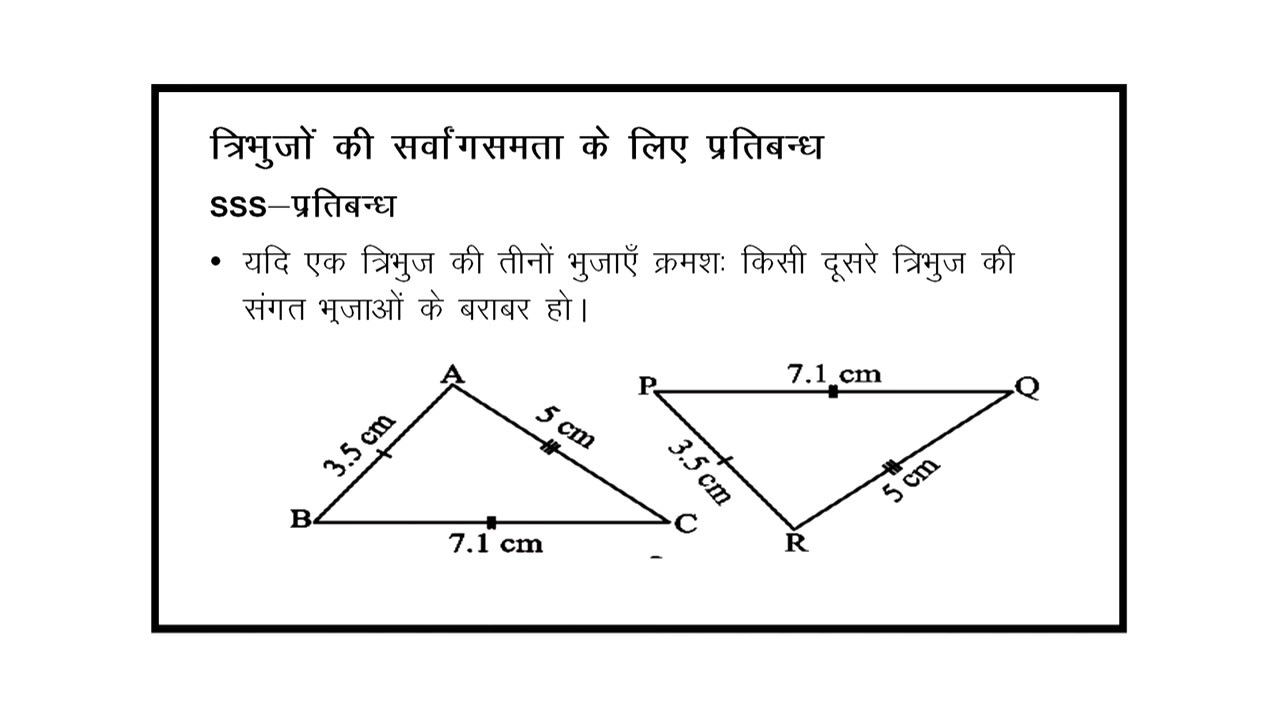 त्रिभुजों की सर्वांगसमता के लिए प्रतिबन्ध
SSS–प्रतिबन्ध
• यदि एक त्रिभुज की तीनों भुजाएँ क्रमशः किसी दूसरे त्रिभुज की
संगत भुजाओं के बराबर हो।
A
3.5 cm
5 cm
B
C
7.1 cm
P
7.1 cm
Q
3.5 cm
5 cm
R